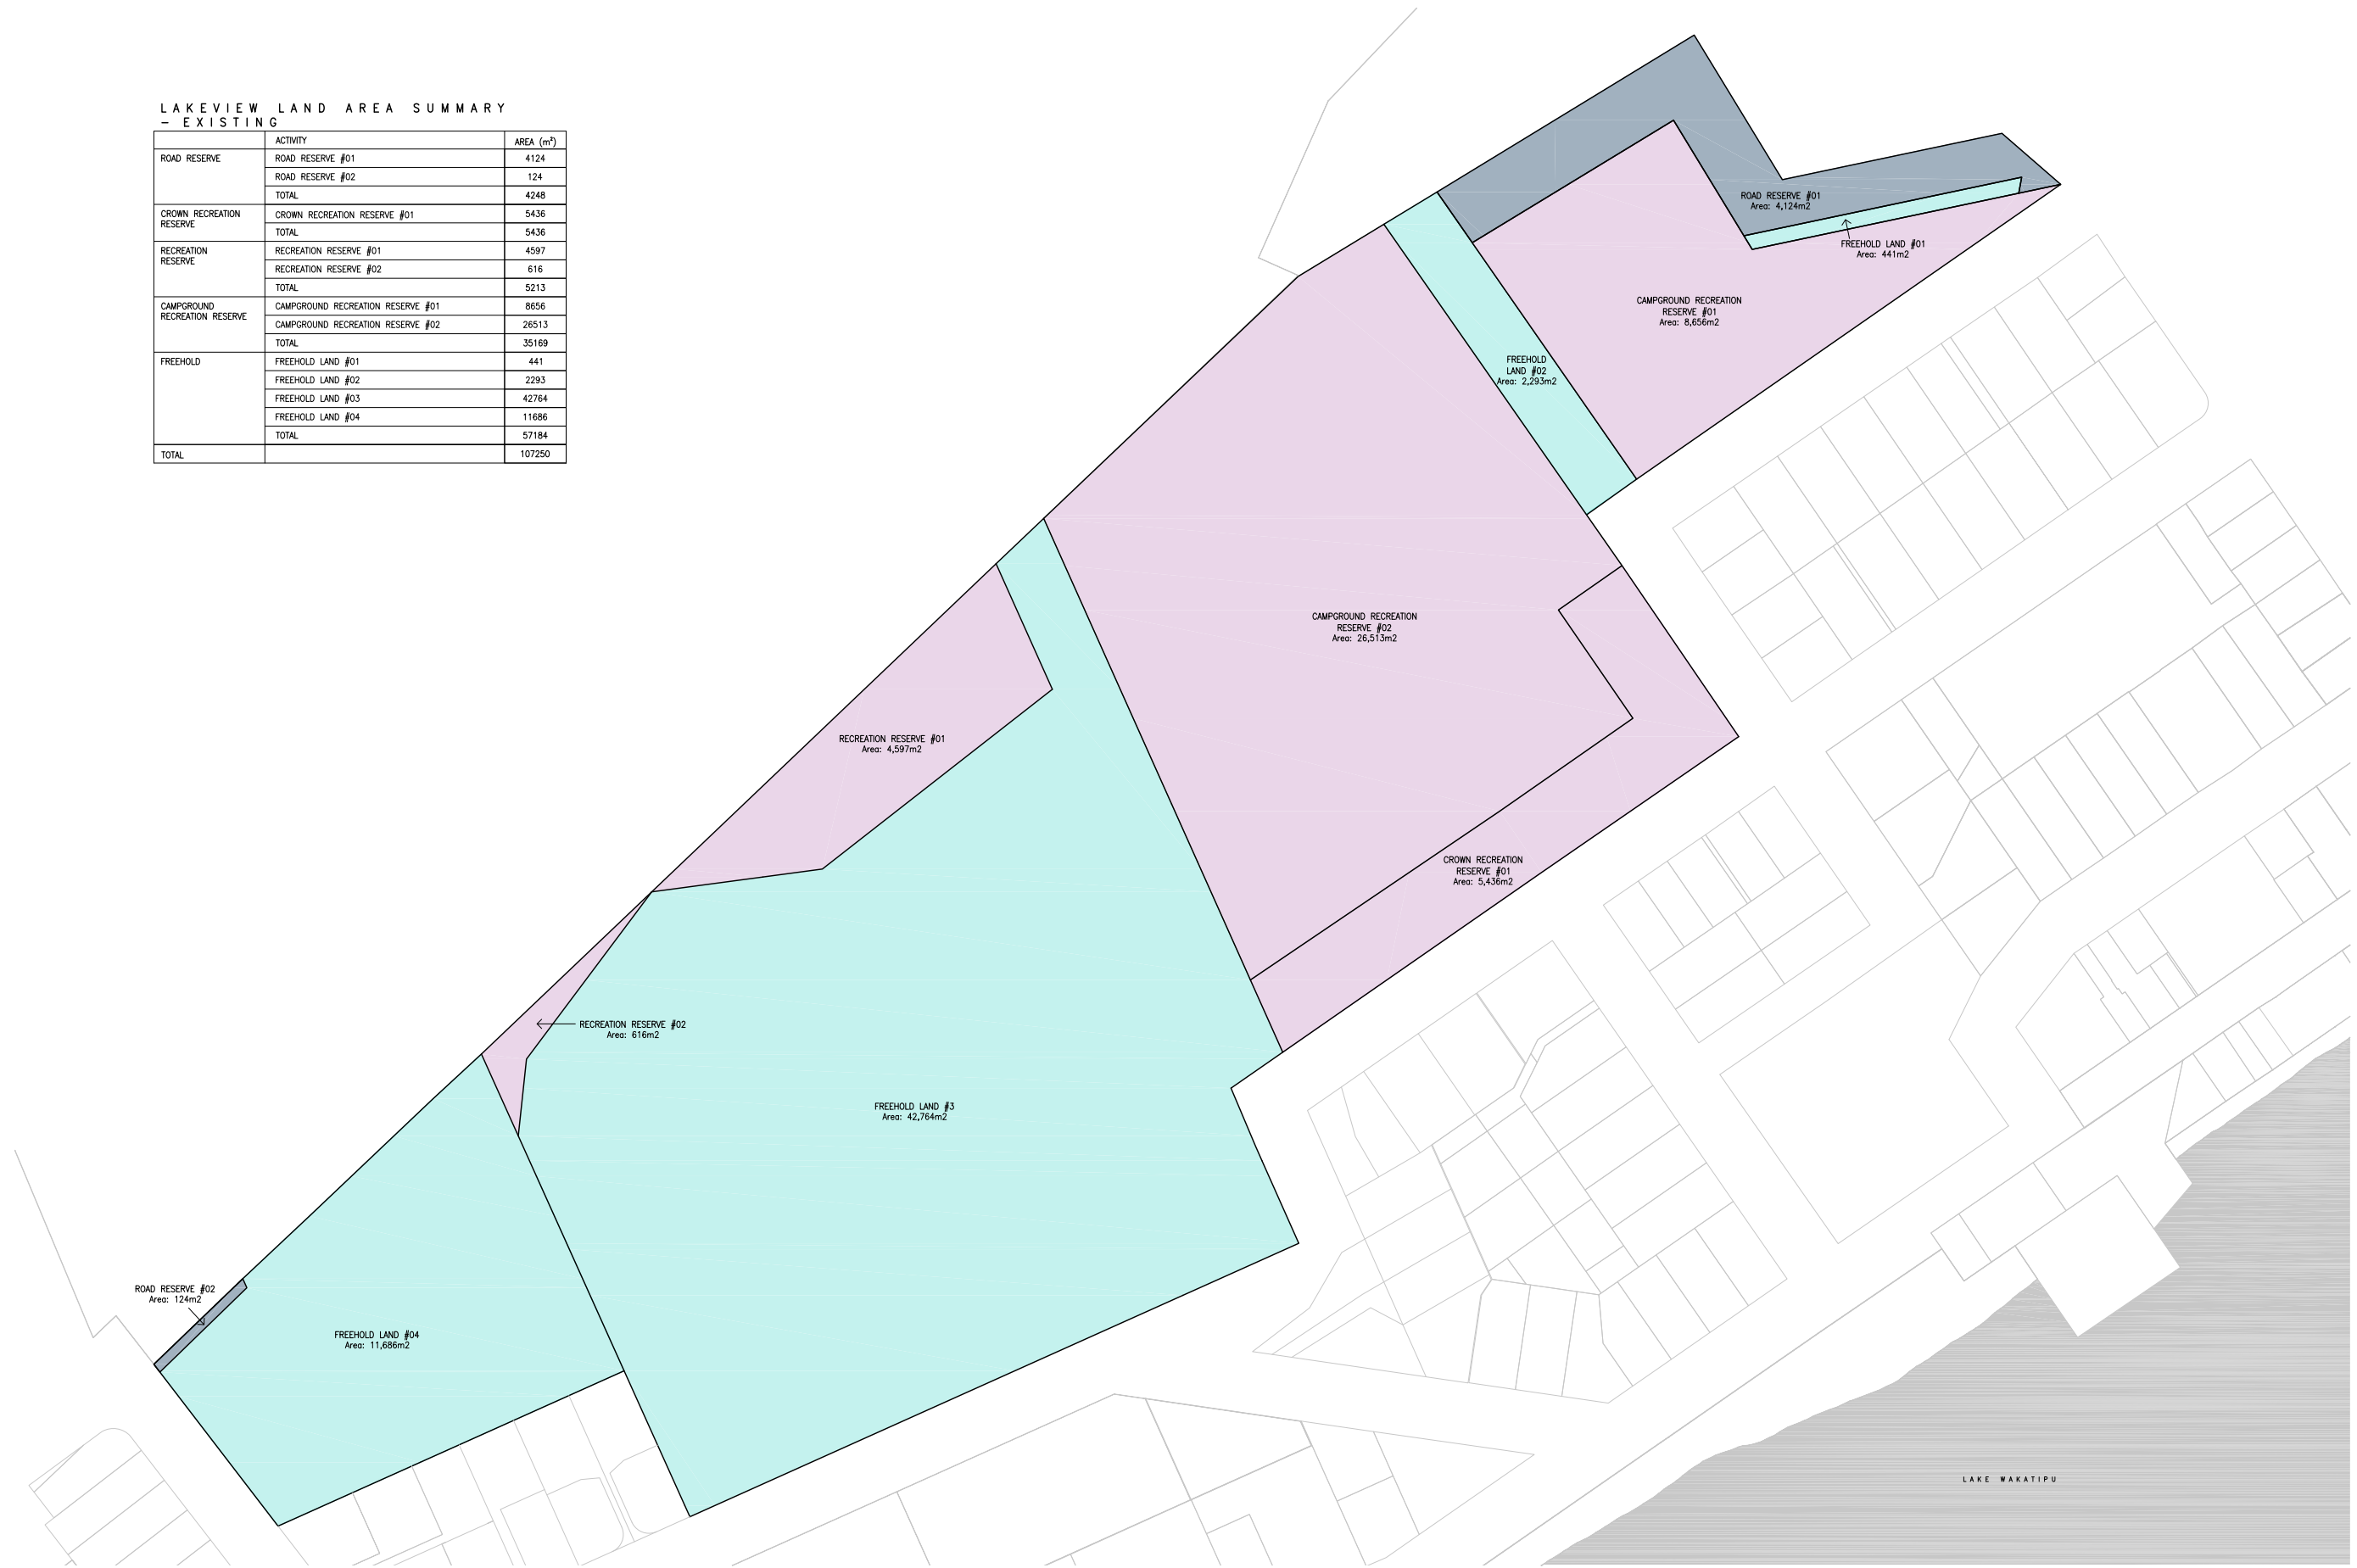 LAKEVIEW LAND AREA SUMMARY
- EXISTING
ACTIVITY AREA (m²)
ROAD RESERVE ROAD RESERVE #01 4124
ROAD RESERVE #02 124
TOTAL 4248
CROWN RECREATION
RESERVE CROWN RECREATION RESERVE #01 5436
TOTAL 5436
RECREATION
RESERVE RECREATION RESERVE #01 4597
RECREATION RESERVE #02 616
TOTAL 5213
CAMPGROUND
RECREATION RESERVE CAMPGROUND RECREATION RESERVE #01 8656
CAMPGROUND RECREATION RESERVE #02 26513
TOTAL 35169
FREEHOLD FREEHOLD LAND #01 441
FREEHOLD LAND #02 2293
FREEHOLD LAND #03 42764
FREEHOLD LAND #04 11686
TOTAL 57184
TOTAL 107250
ROAD RESERVE #01
Area: 4,124m2
FREEHOLD LAND #01
Area: 441m2
CAMPGROUND RECREATION
RESERVE #01
Area: 8,656m2
FREEHOLD
LAND #02
Area: 2,293m2
CAMPGROUND RECREATION
RESERVE #02
Area: 26,513m2
RECREATION RESERVE #01
Area: 4,597m2
CROWN RECREATION
RESERVE #01
Area: 5,436m2
RECREATION RESERVE #02
Area: 616m2
FREEHOLD LAND #3
Area: 42,764m2
ROAD RESERVE #02
Area: 124m2
FREEHOLD LAND #04
Area: 11,686m2
LAKE WAKATIPU